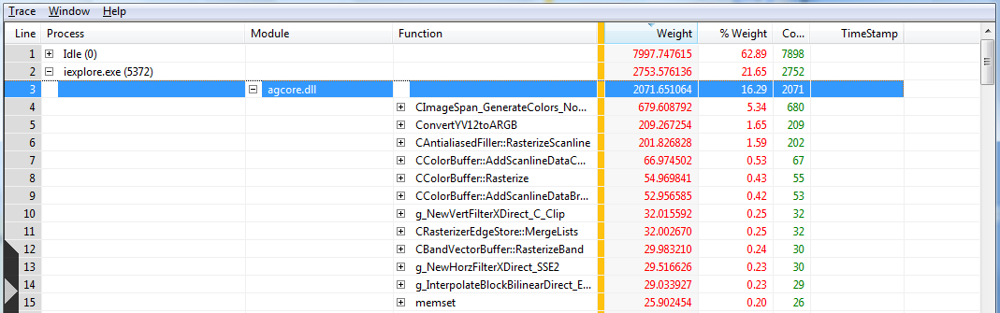 Trace Window Help
Line Process Module Function Weight % Weight Co... TimeStamp
1 Idle (0) 7997.747615 62.89 7898
2 iexplore.exe (5372) 2753.576136 21.65 2752
3 agcore.dll 2071.651064 16.29 2071
4 CImageSpan_GenerateColors_No... 679.608792 5.34 680
5 ConvertYV12toARGB 209.267254 1.65 209
6 CAntialiasedFiller::RasterizeScanline 201.826828 1.59 202
7 CColorBuffer::AddScanlineDataC... 66.974502 0.53 67
8 CColorBuffer::Rasterize 54.969841 0.43 55
9 CColorBuffer::AddScanlineDataBr... 52.956585 0.42 53
10 g_NewVertFilterXDirect_C_Clip 32.015592 0.25 32
11 CRasterizerEdgeStore::MergeLists 32.002670 0.25 32
12 CBandVectorBuffer::RasterizeBand 29.983210 0.24 30
13 g_NewHorzFilterXDirect_SSE2 29.516626 0.23 30
14 g_InterpolateBlockBilinearDirect_E... 29.033927 0.23 29
15 memset 25.902454 0.20 26